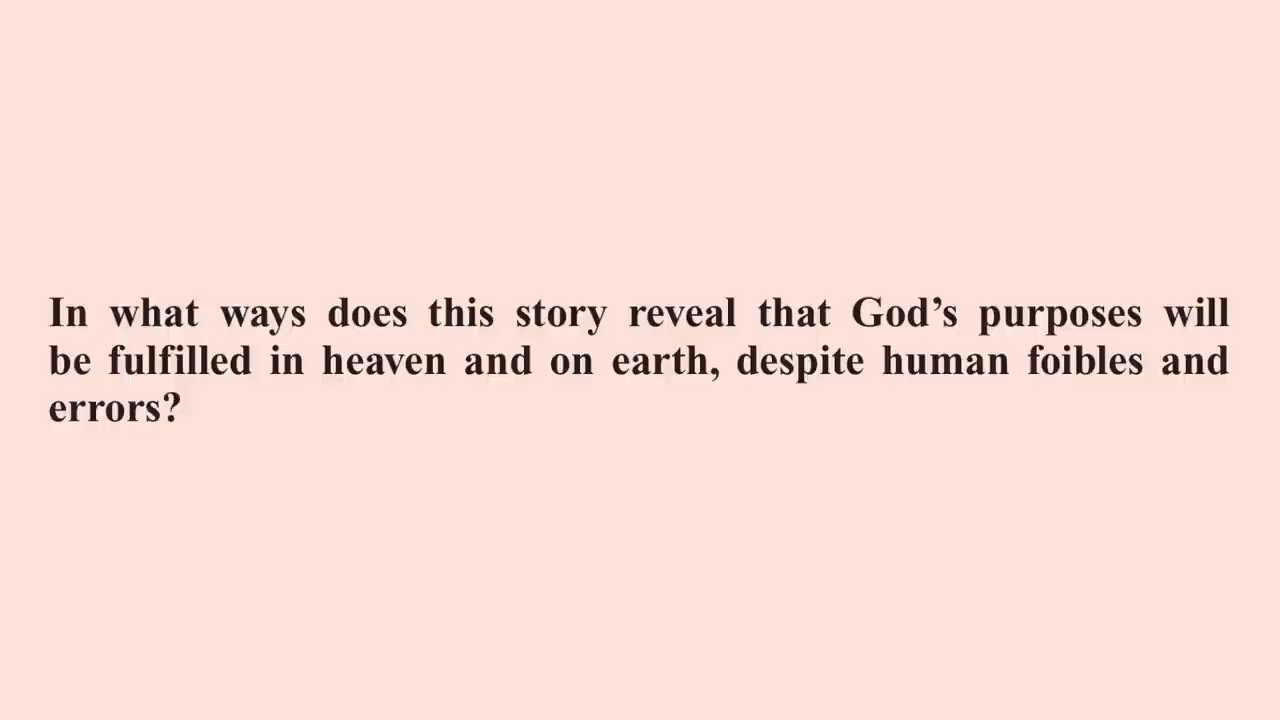 In what ways does this story reveal that God’s purposes will
be fulfilled in heaven and on earth, despite human foibles and
errors?